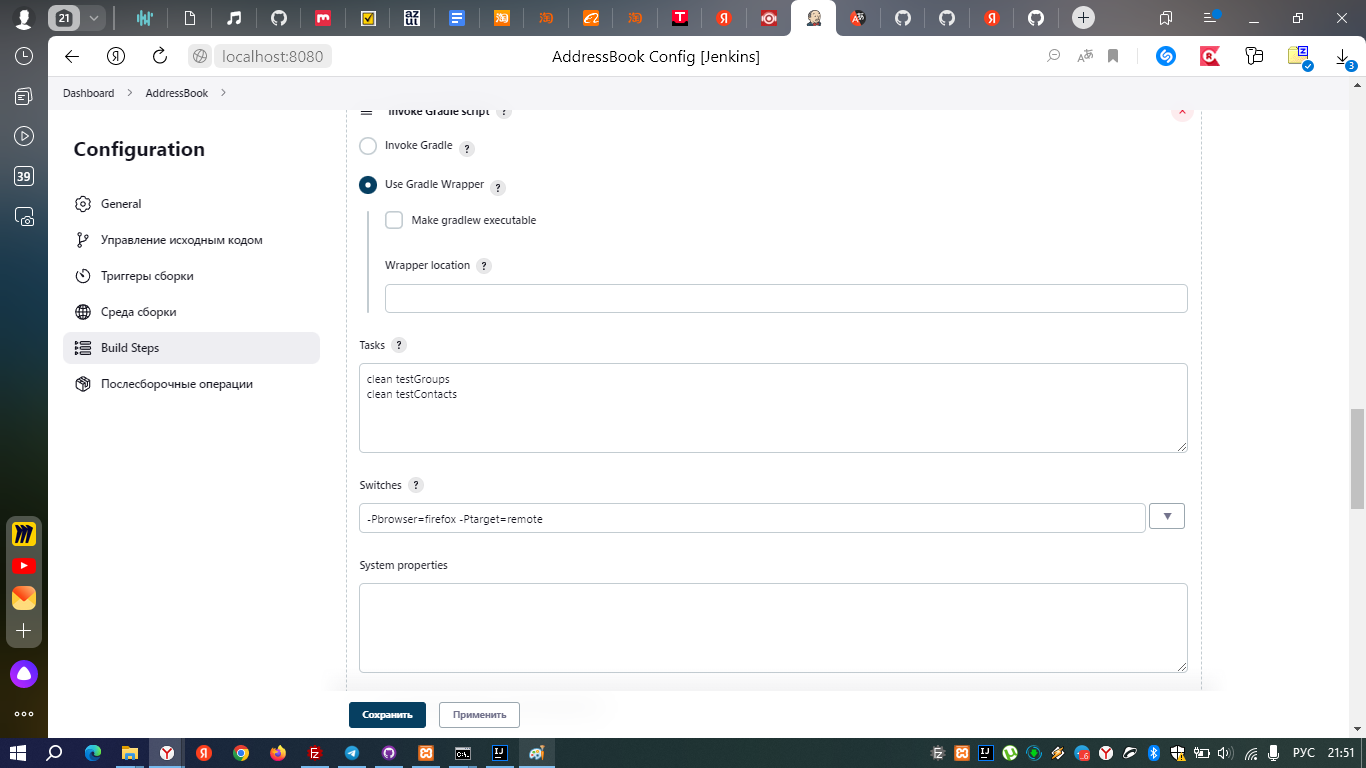 21
localhost:8080
AddressBook Config [Jenkins]
3
Dashboard
AddressBook
Configuration
39
General
Управление исходным кодом
Триггеры сборки
Среда сборки
Build Steps
Послесборочные операции
Invoke Gradle script ?
Invoke Gradle ?
Use Gradle Wrapper ?
Make gradlew executable
Wrapper location ?
Tasks ?
clean testGroups
clean testContacts
Switches ?
-Pbrowser=firefox -Ptarget=remote
System properties
Сохранить
Применить
РУС
21:51